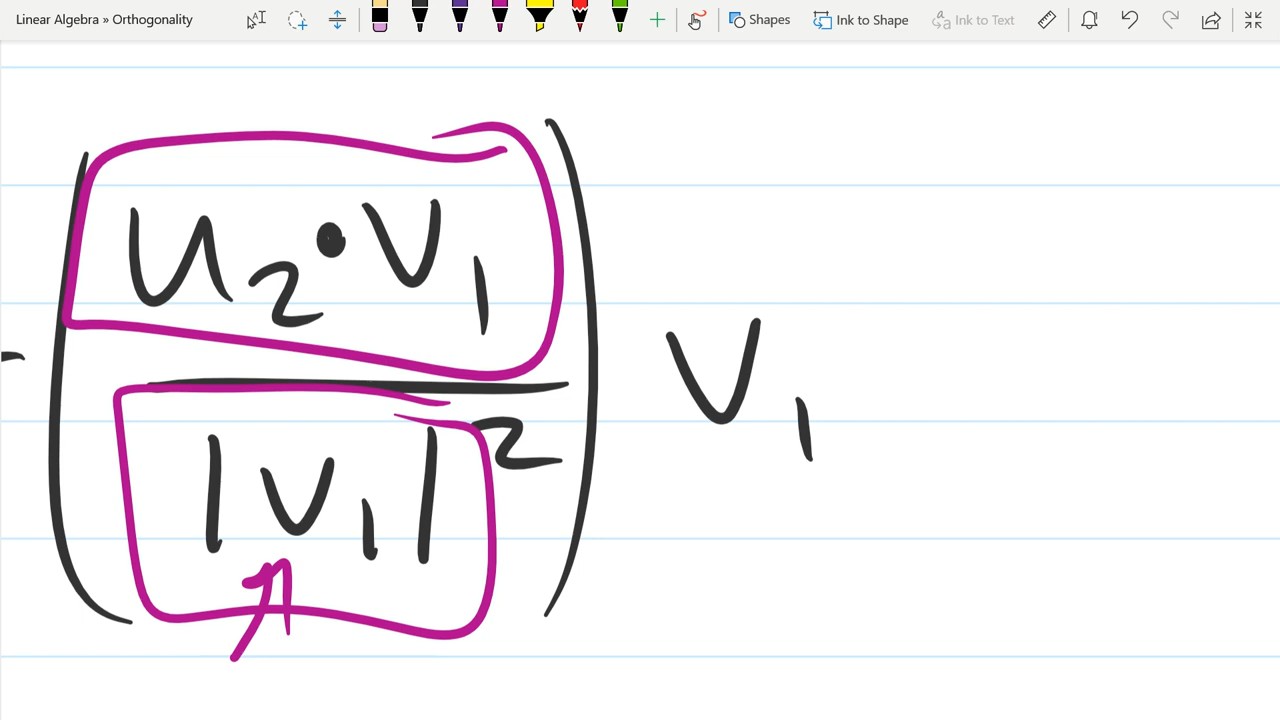 Linear Algebra » Orthogonality
Shapes
Ink to Shape
Ink to Text
- (u₂•v₁
|v₁|²) v₁